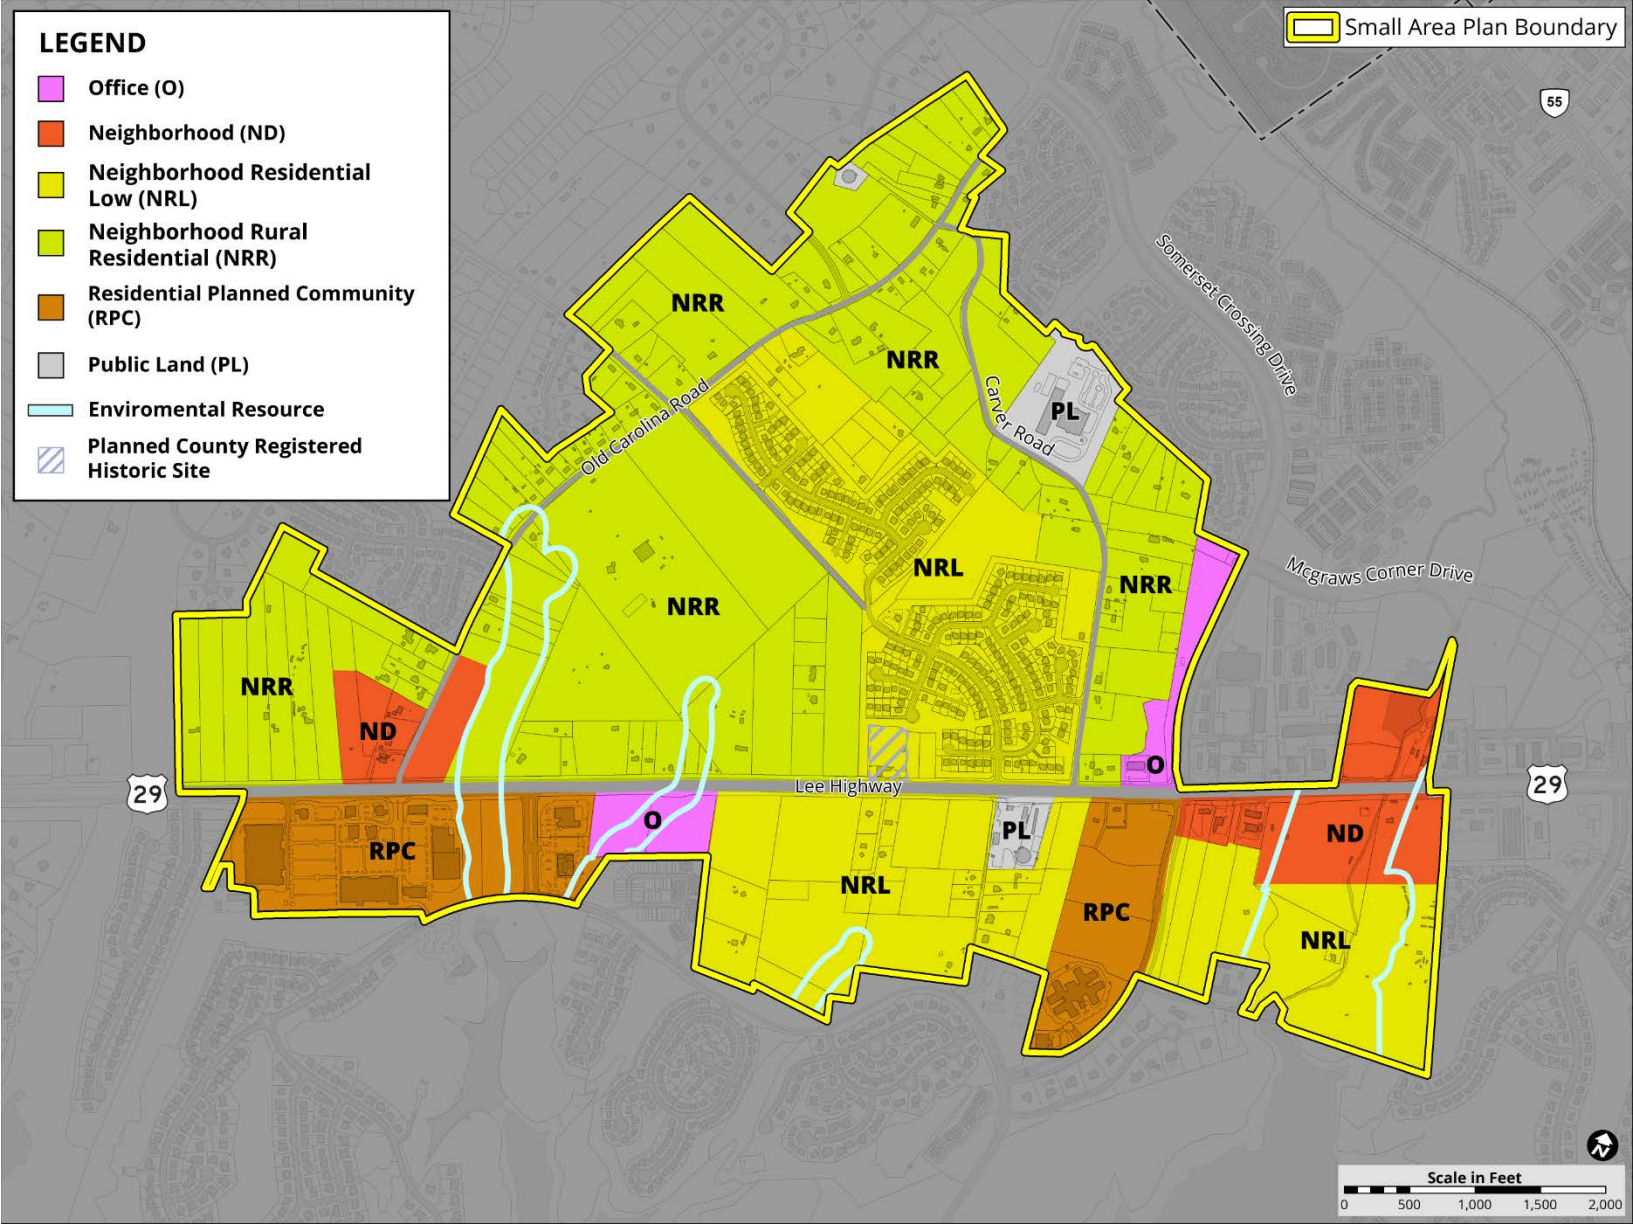 LEGEND
Office (O)
Neighborhood (ND)
Neighborhood Residential
Low (NRL)
Neighborhood Rural
Residential (NRR)
Residential Planned Community
(RPC)
Public Land (PL)
Enviromental Resource
Planned County Registered
Historic Site
Small Area Plan Boundary
55
Somerset Crossing Drive
NRR
NRR
Carver Road
PL
Old Carolina Road
NRL
Mcgraws Corner Drive
NRR
NRR
NRR
ND
O
29
Lee Highway
29
O
PL
ND
RPC
NRL
RPC
NRL
N
Scale in Feet
0 500 1,000 1,500 2,000